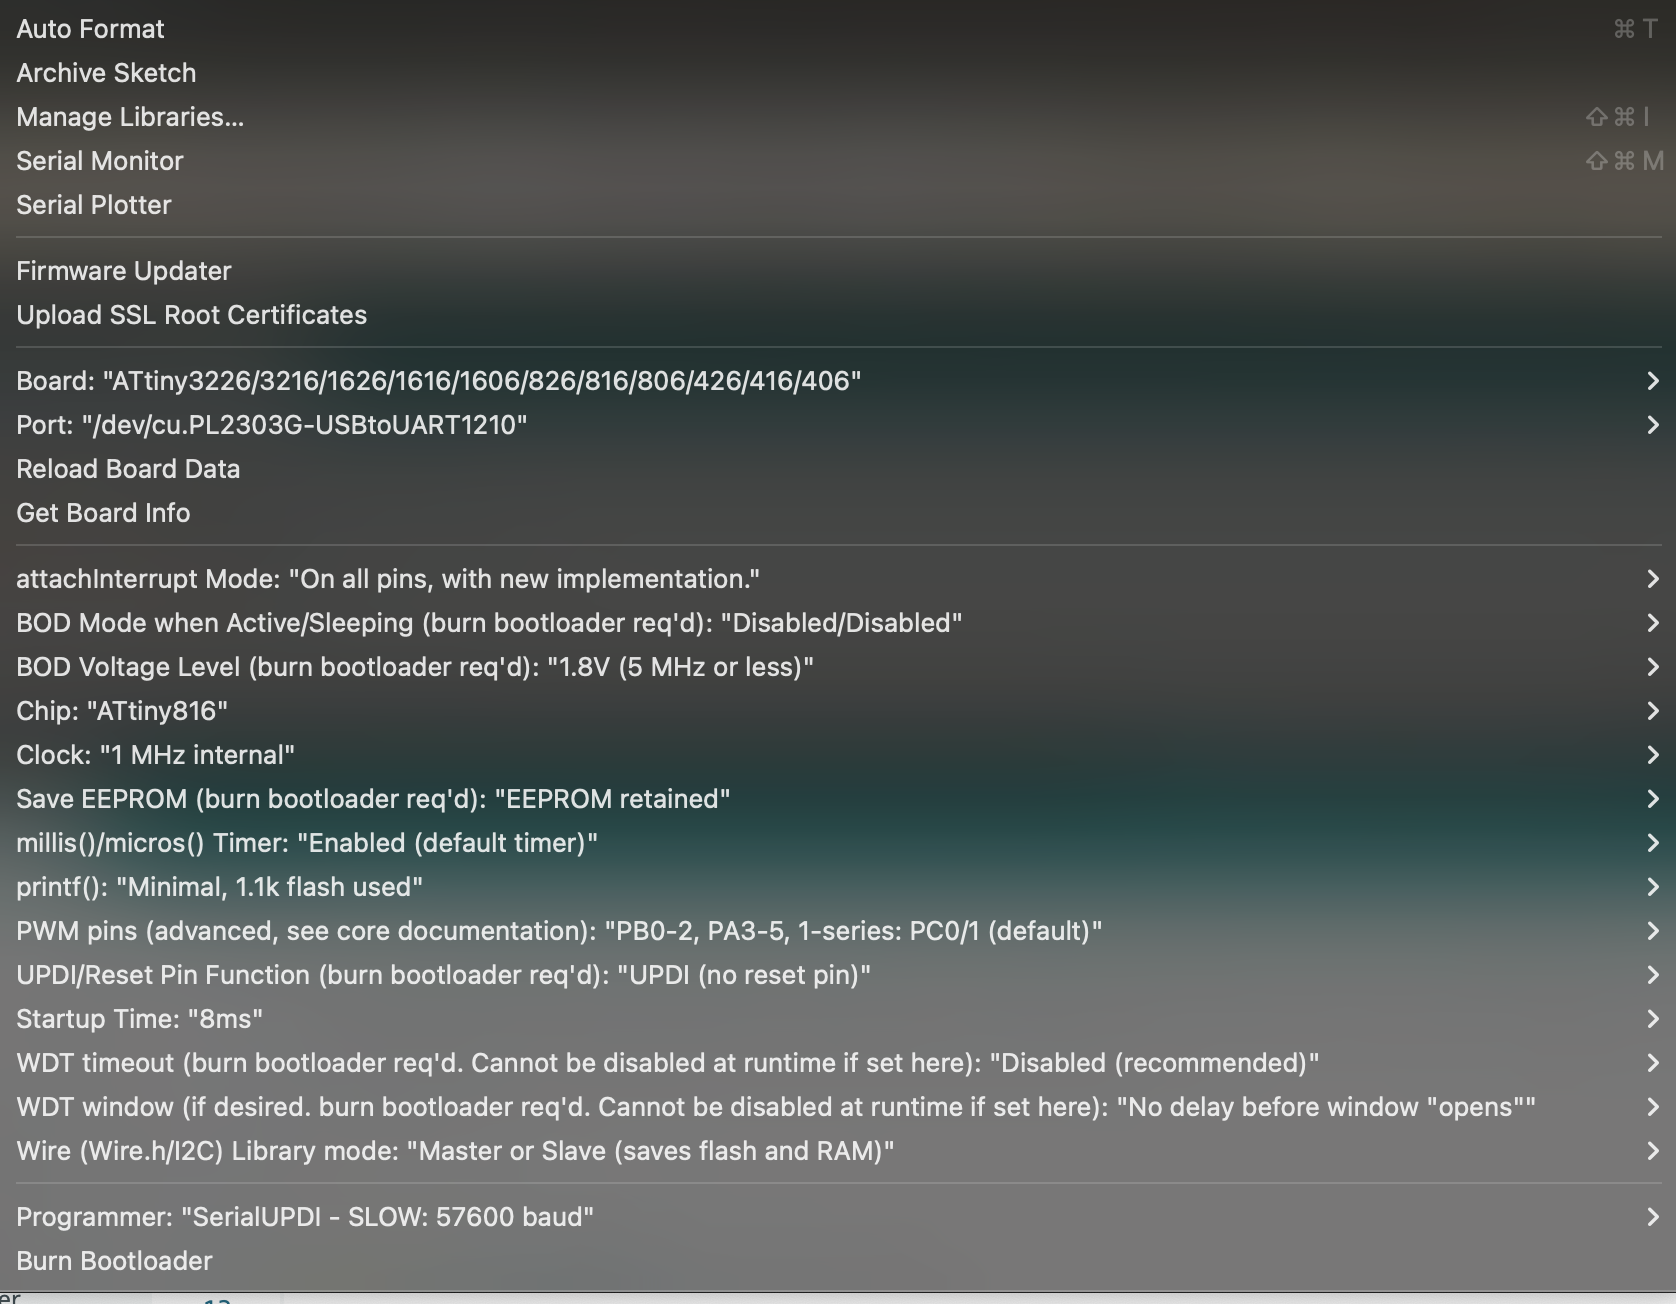 Auto Format ⌘ T
Archive Sketch
Manage Libraries... ⇧ ⌘ I
Serial Monitor ⇧ ⌘ M
Serial Plotter
Firmware Updater
Upload SSL Root Certificates
Board: "ATtiny3226/3216/1626/1616/1606/826/816/806/426/416/406"
Port: "/dev/cu.PL2303G-USBtoUART1210"
Reload Board Data
Get Board Info
attachInterrupt Mode: "On all pins, with new implementation."
BOD Mode when Active/Sleeping (burn bootloader req'd): "Disabled/Disabled"
BOD Voltage Level (burn bootloader req'd): "1.8V (5 MHz or less)"
Chip: "ATtiny816"
Clock: "1 MHz internal"
Save EEPROM (burn bootloader req'd): "EEPROM retained"
millis()/micros() Timer: "Enabled (default timer)"
printf(): "Minimal, 1.1k flash used"
PWM pins (advanced, see core documentation): "PB0-2, PA3-5, 1-series: PC0/1 (default)"
UPDI/Reset Pin Function (burn bootloader req'd): "UPDI (no reset pin)"
Startup Time: "8ms"
WDT timeout (burn bootloader req'd. Cannot be disabled at runtime if set here): "Disabled (recommended)"
WDT window (if desired. burn bootloader req'd. Cannot be disabled at runtime if set here): "No delay before window "opens""
Wire (Wire.h/I2C) Library mode: "Master or Slave (saves flash and RAM)"
Programmer: "SerialUPDI - SLOW: 57600 baud"
Burn Bootloader